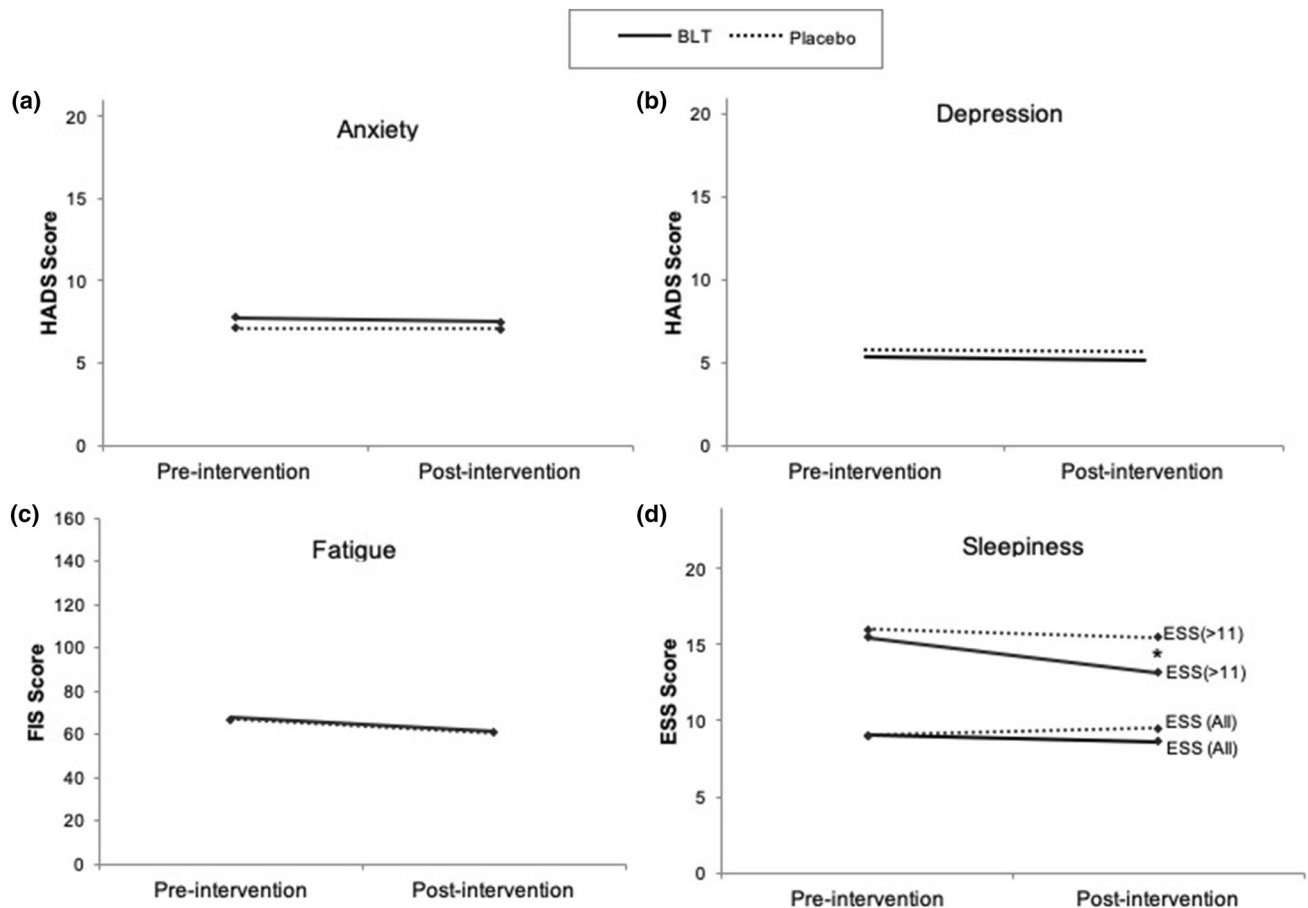 BLT Placebo
(a)
Anxiety
HADS Score
20
15
10
5
0
Pre-intervention Post-intervention
(b)
Depression
HADS Score
20
15
10
5
0
Pre-intervention Post-intervention
(c)
Fatigue
FIS Score
160
140
120
100
80
60
40
20
0
Pre-intervention Post-intervention
(d)
Sleepiness
ESS Score
20
15
10
5
0
ESS(>11)
*
ESS(>11)
ESS (All)
ESS (All)
Pre-intervention Post-intervention